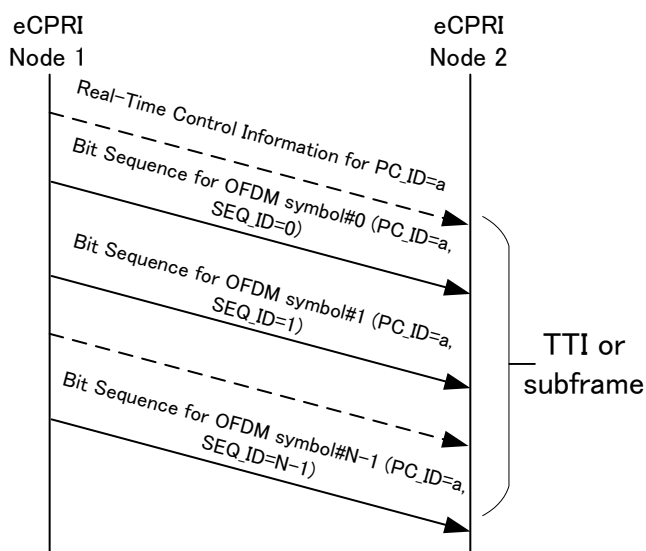 eCPRI
Node 1
eCPRI
Node 2
Real-Time Control Information for PC_ID=a
Bit Sequence for OFDM symbol#0 (PC_ID=a,
SEQ_ID=0)
Bit Sequence for OFDM symbol#1 (PC_ID=a,
SEQ_ID=1)
Bit Sequence for OFDM symbol#N-1 (PC_ID=a,
SEQ_ID=N-1)
TTI or
subframe